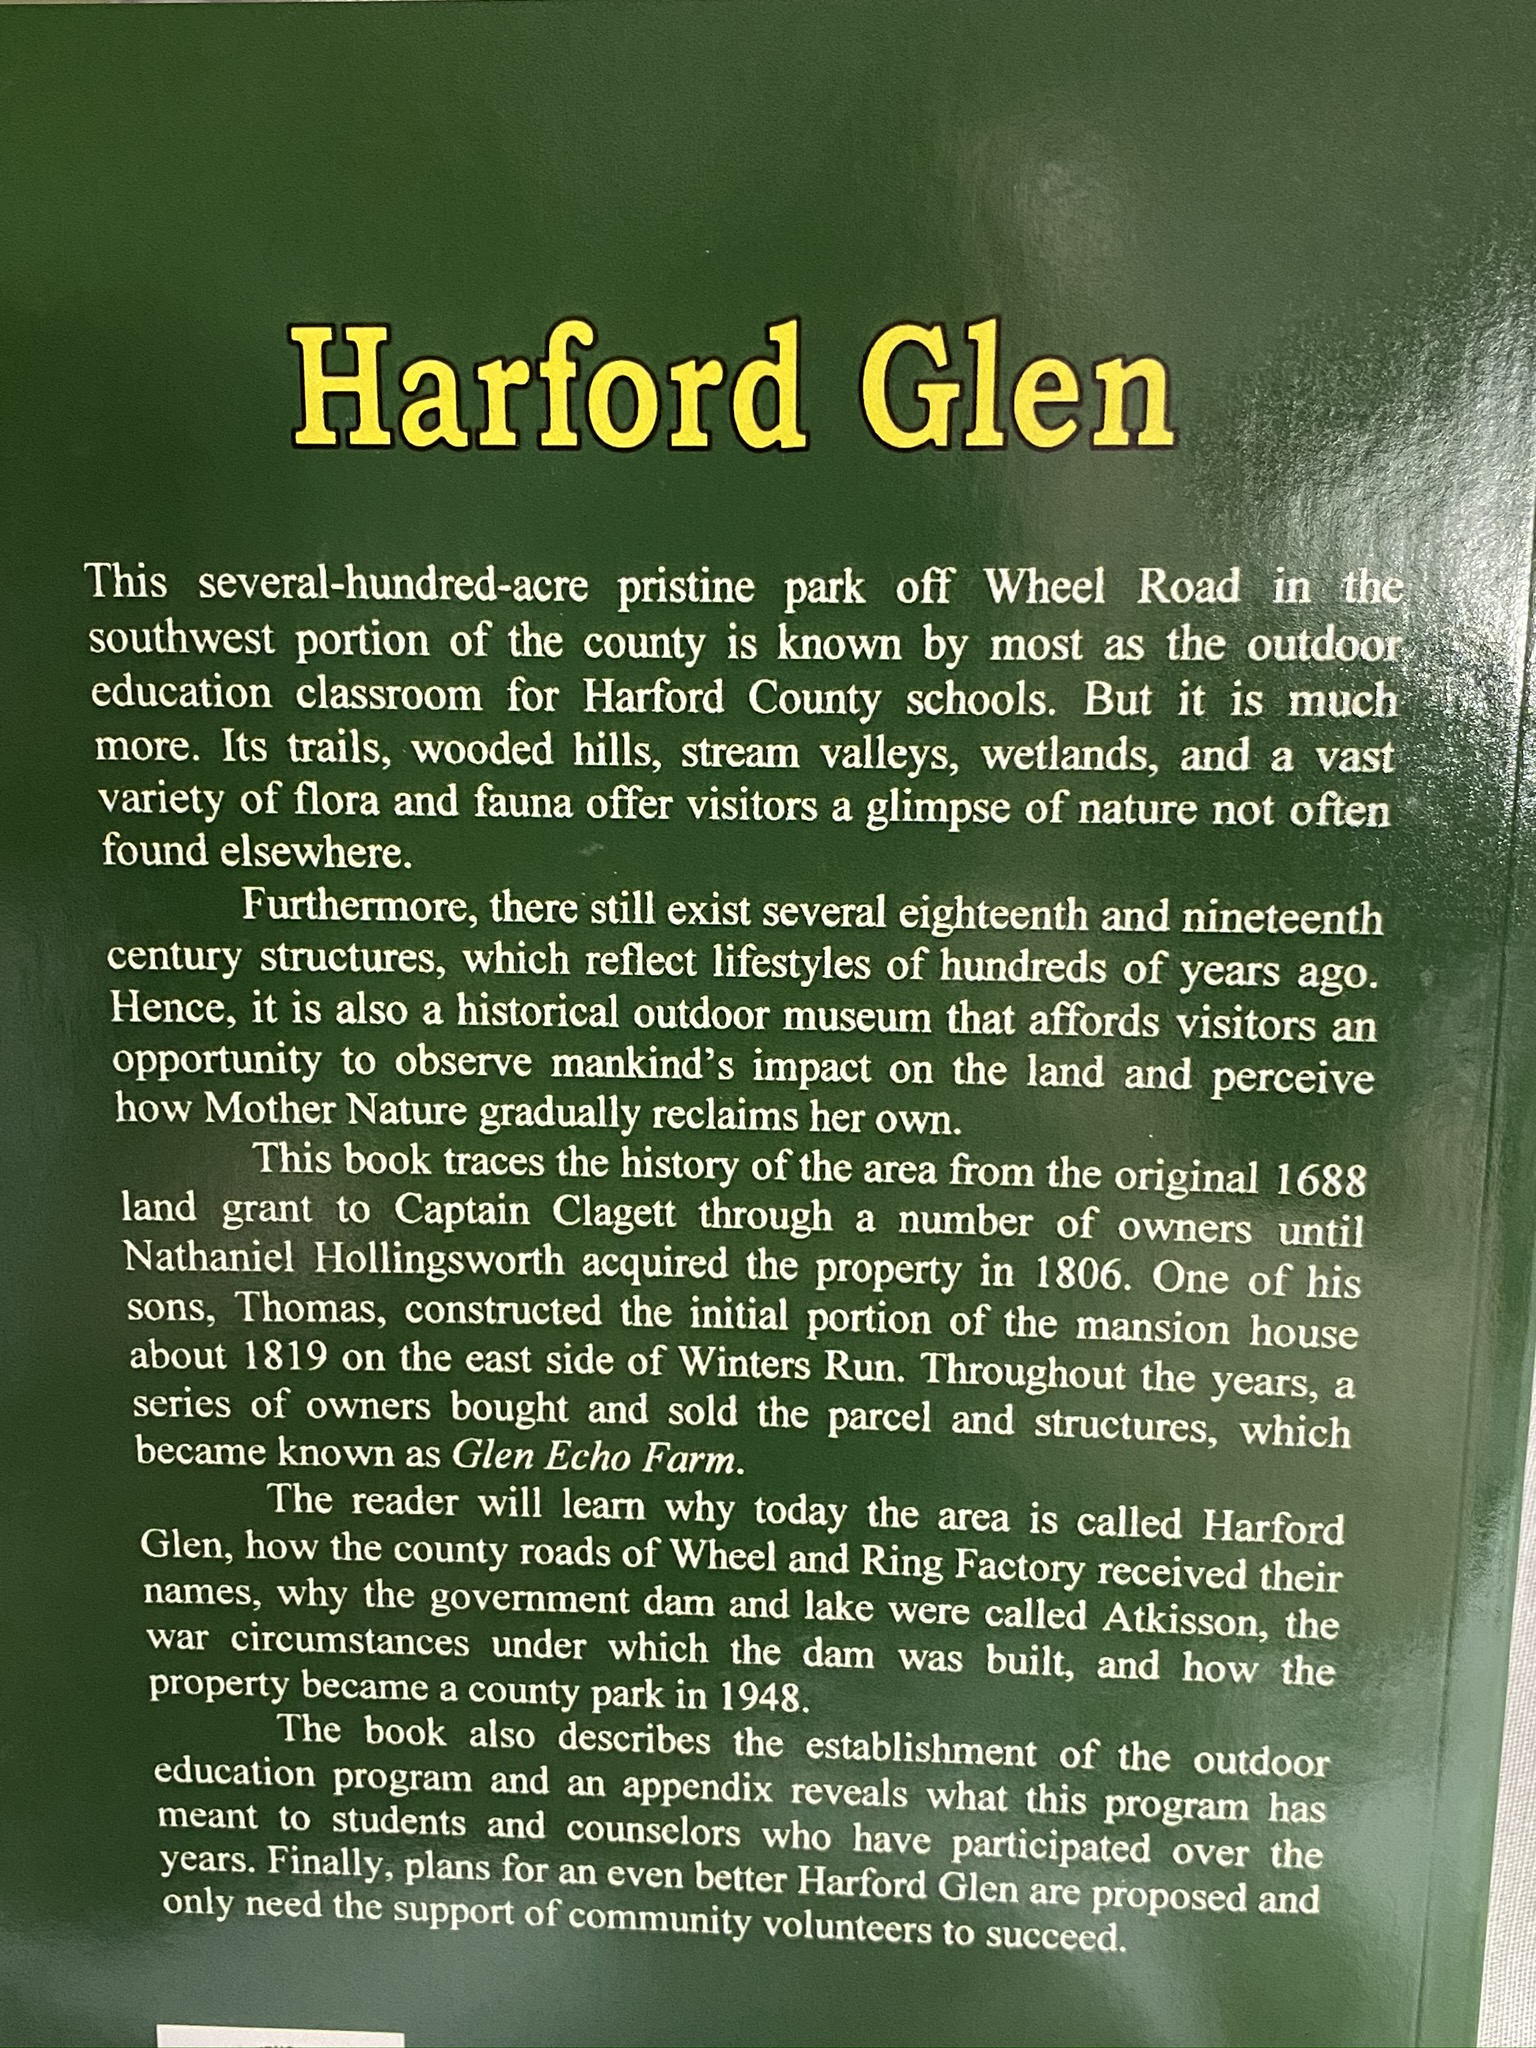 Harford Glen
This several-hundred-acre pristine park off Wheel Road in the
southwest portion of the county is known by most as the outdoor
education classroom for Harford County schools. But it is much
more. Its trails, wooded hills, stream valleys, wetlands, and a vast
variety of flora and fauna offer visitors a glimpse of nature not often
found elsewhere.
Furthermore, there still exist several eighteenth and nineteenth
century structures, which reflect lifestyles of hundreds of years ago.
Hence, it is also a historical outdoor museum that affords visitors an
opportunity to observe mankind's impact on the land and perceive
how Mother Nature gradually reclaims her own.
This book traces the history of the area from the original 1688
land grant to Captain Clagett through a number of owners until
Nathaniel Hollingsworth acquired the property in 1806. One of his
sons, Thomas, constructed the initial portion of the mansion house
about 1819 on the east side of Winters Run. Throughout the years, a
series of owners bought and sold the parcel and structures, which
became known as Glen Echo Farm.
The reader will learn why today the area is called Harford
Glen, how the county roads of Wheel and Ring Factory received their
names, why the government dam and lake were called Atkisson, the
war circumstances under which the dam was built, and how the
property became a county park in 1948.
The book also describes the establishment of the outdoor
education program and an appendix reveals what this program has
meant to students and counselors who have participated over the
years. Finally, plans for an even better Harford Glen are proposed and
only need the support of community volunteers to succeed.